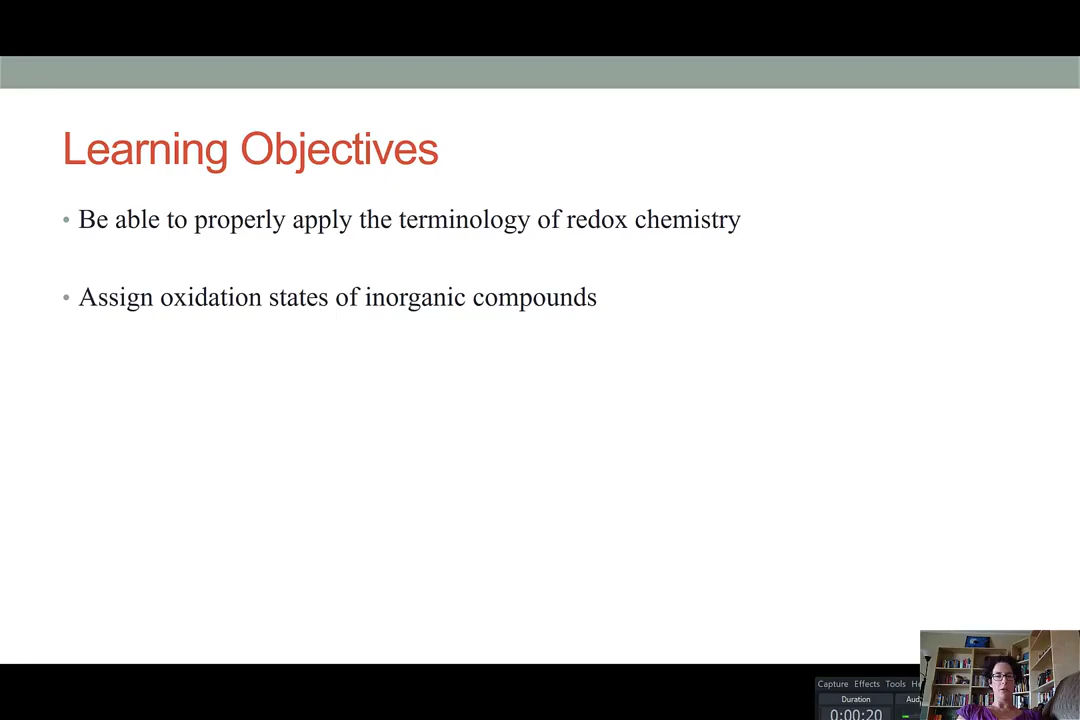 Learning Objectives
• Be able to properly apply the terminology of redox chemistry
• Assign oxidation states of inorganic compounds
Capture Effects Tools
Duration
0:00:20